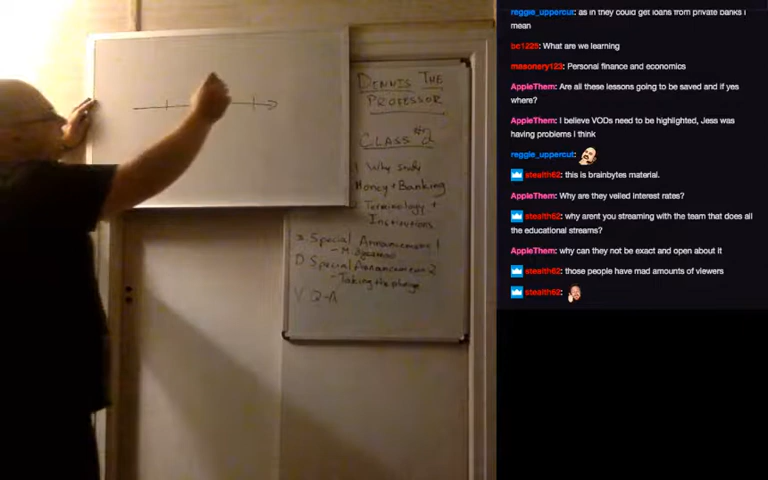 DENNIS THE
PROFESSOR
CLASS #2
Why Study
Money + Banking
Terminology +
Institutions
Special Announcement 1
Special Announcement 2
- Taking the plunge
V. Q-A
reggie_uppercut: as in they could get loans from private banks i
mean
bc1225: What are we learning
masonery123: Personal finance and economics
AppleThem: Are all these lessons going to be saved and if yes
where?
AppleThem: I believe VODs need to be highlighted, Jess was
having problems i think
reggie_uppercut:
stealth62: this is brainbytes material.
AppleThem: Why are they veiled interest rates?
stealth62: why arent you streaming with the team that does all
the educational streams?
AppleThem: why can they not be exact and open about it
stealth62: those people have mad amounts of viewers
stealth62: